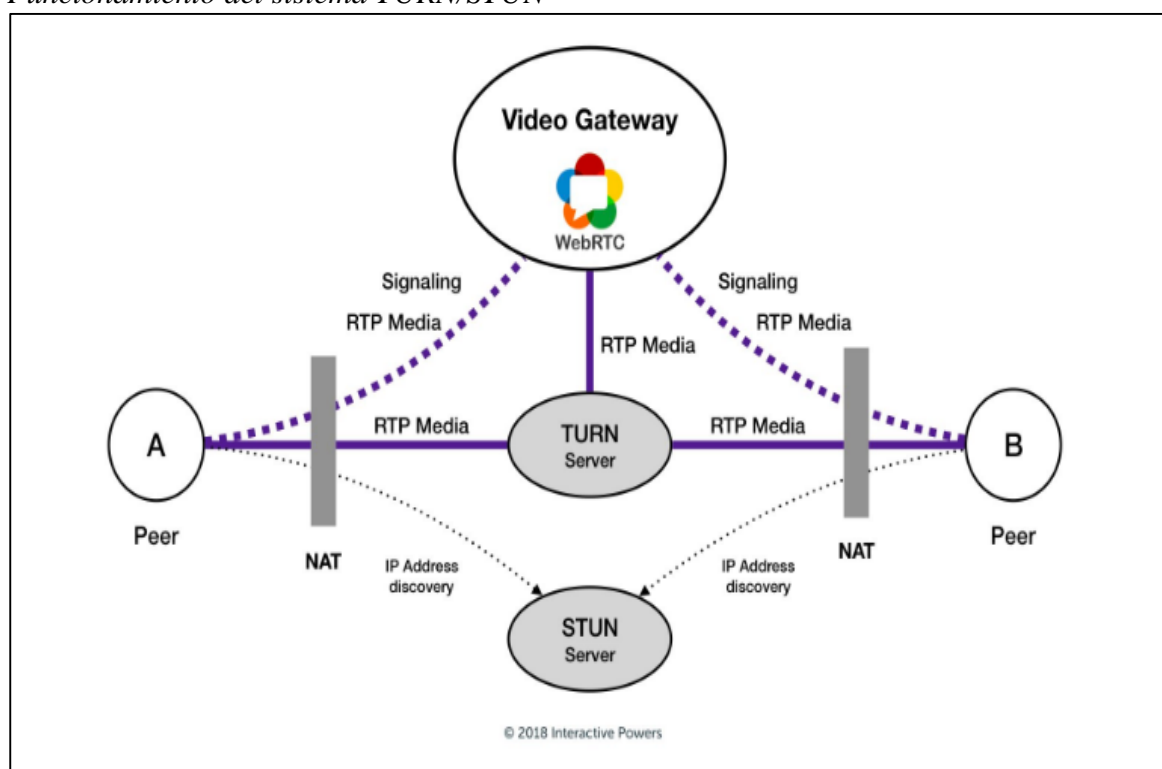 Funcionamiento del sistema TURN/STUN
Video Gateway
WebRTC
Signaling
Signaling
RTP Media
RTP Media
RTP Media
A
RTP Media
TURN
Server
RTP Media
B
Peer
NAT
NAT
Peer
IP Address
discovery
IP Address
discovery
STUN
Server
© 2018 Interactive Powers